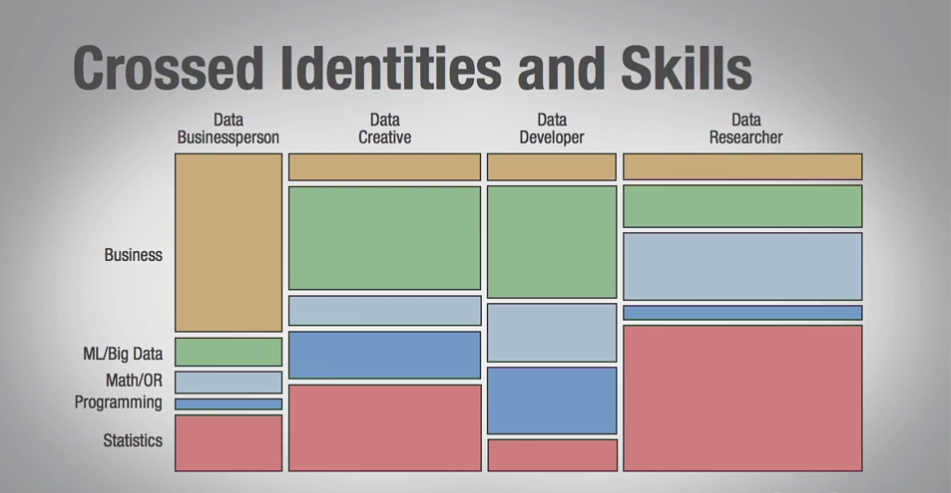 Crossed Identities and Skills
Data
Businessperson
Data
Creative
Data
Developer
Data
Researcher
Business
ML/Big Data
Math/OR
Programming
Statistics